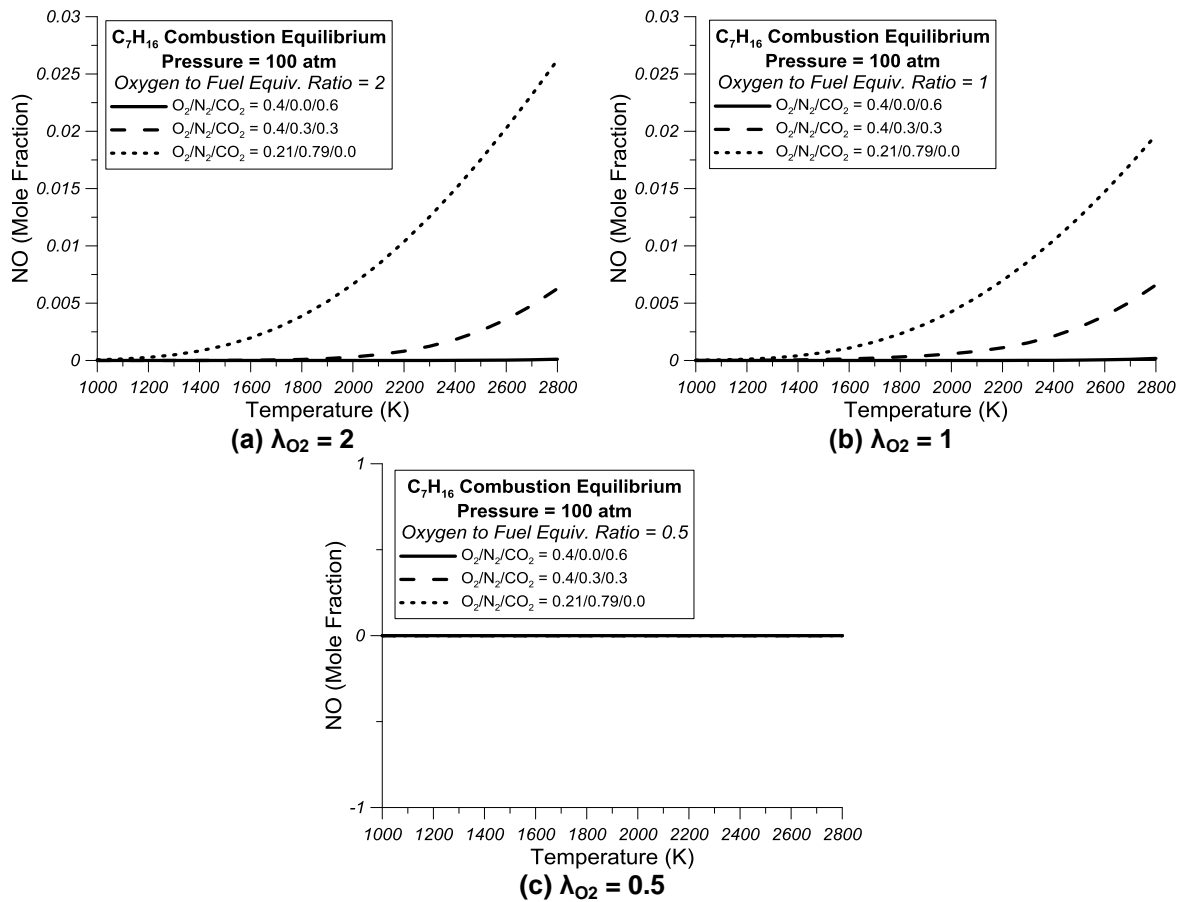 C₇H₁₆ Combustion Equilibrium
Pressure = 100 atm
Oxygen to Fuel Equiv. Ratio = 2
O₂/N₂/CO₂ = 0.4/0.0/0.6
O₂/N₂/CO₂ = 0.4/0.3/0.3
O₂/N₂/CO₂ = 0.21/0.79/0.0
NO (Mole Fraction)
0.03
0.025
0.02
0.015
0.01
0.005
0
1000 1200 1400 1600 1800 2000 2200 2400 2600 2800
Temperature (K)
(a) λO2 = 2
C₇H₁₆ Combustion Equilibrium
Pressure = 100 atm
Oxygen to Fuel Equiv. Ratio = 1
O₂/N₂/CO₂ = 0.4/0.0/0.6
O₂/N₂/CO₂ = 0.4/0.3/0.3
O₂/N₂/CO₂ = 0.21/0.79/0.0
NO (Mole Fraction)
0.03
0.025
0.02
0.015
0.01
0.005
0
1000 1200 1400 1600 1800 2000 2200 2400 2600 2800
Temperature (K)
(b) λO2 = 1
C₇H₁₆ Combustion Equilibrium
Pressure = 100 atm
Oxygen to Fuel Equiv. Ratio = 0.5
O₂/N₂/CO₂ = 0.4/0.0/0.6
O₂/N₂/CO₂ = 0.4/0.3/0.3
O₂/N₂/CO₂ = 0.21/0.79/0.0
NO (Mole Fraction)
1
0
-1
1000 1200 1400 1600 1800 2000 2200 2400 2600 2800
Temperature (K)
(c) λO2 = 0.5